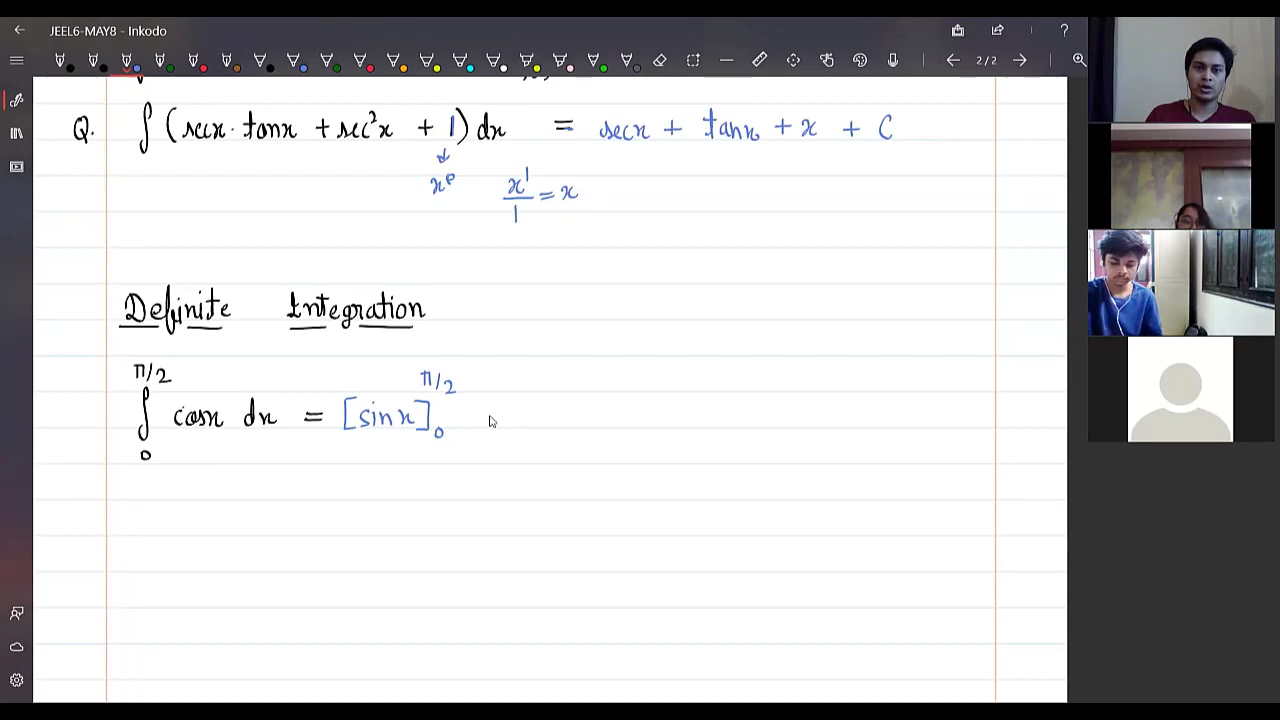 JEEL6-MAY8 - Inkodo
2/2
Q. ∫ (secx · tanx + sec²x + 1) dx = secx + tanx + x + C
x⁰ x¹/1 = x
Definite Integration
∫₀^π/2 cosx dx = [sin x]₀^π/2